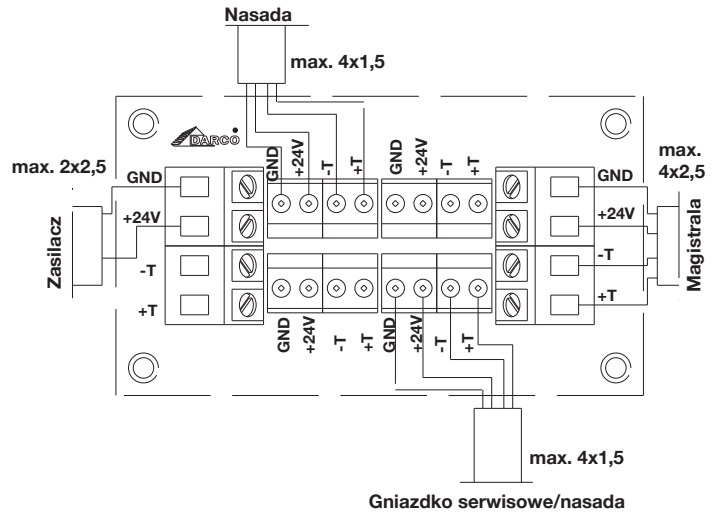 Nasada
max. 4x1,5
DARCO
max. 2x2,5
GND
+24V
-T
+T
Zasilacz
GND
+24V
-T
+T
GND
+24V
-T
+T
max.
4x2,5
GND
+24V
-T
+T
Magistrala
GND
+24V
-T
+T
GND
+24V
-T
+T
max. 4x1,5
Gniazdko serwisowe/nasada